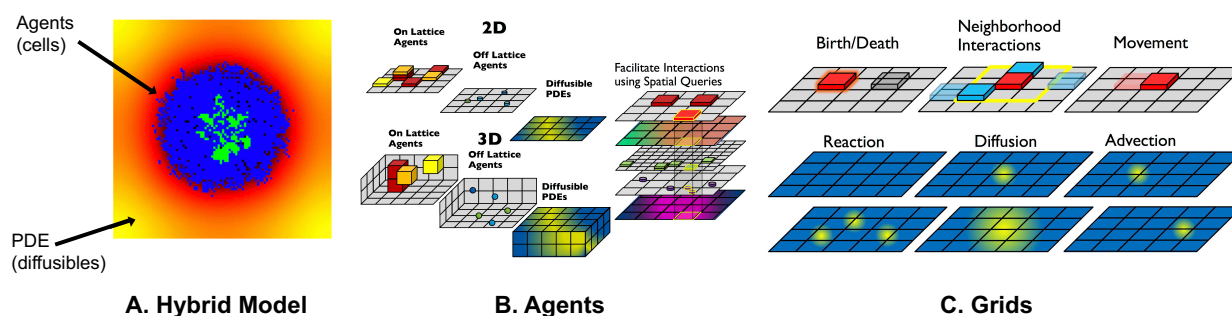 Agents
(cells)
PDE
(diffusibles)
A. Hybrid Model
2D
On Lattice
Agents
Off Lattice
Agents
Diffusible
PDEs
3D
On Lattice
Agents
Off Lattice
Agents
Diffusible
PDEs
Facilitate Interactions
using Spatial Queries
B. Agents
Birth/Death
Neighborhood
Interactions
Movement
Reaction
Diffusion
Advection
C. Grids